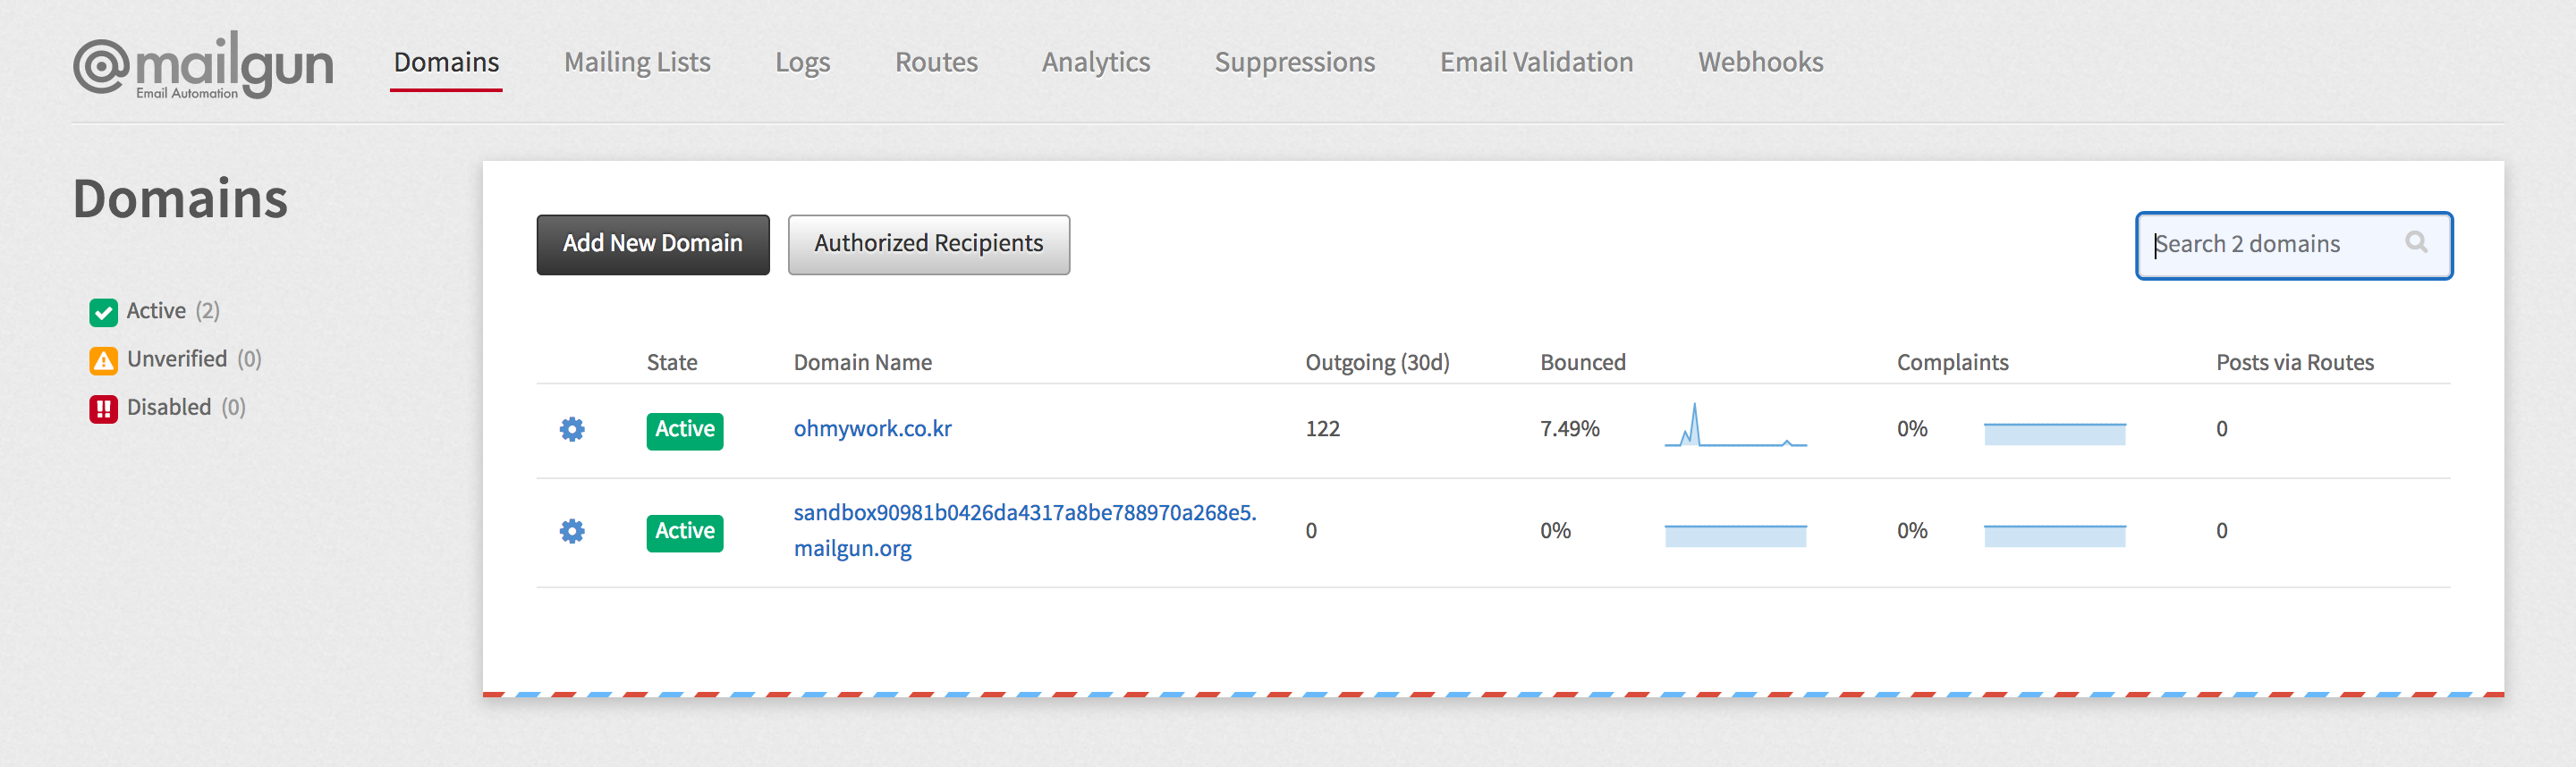 @mailgun
Email Automation
Domains Mailing Lists Logs Routes Analytics Suppressions Email Validation Webhooks
Domains
Active (2)
Unverified (0)
Disabled (0)
Add New Domain Authorized Recipients Search 2 domains
State Domain Name Outgoing (30d) Bounced Complaints Posts via Routes
Active ohmywork.co.kr 122 7.49% 0% 0
Active sandbox90981b0426da4317a8be788970a268e5. 0 0% 0% 0
mailgun.org